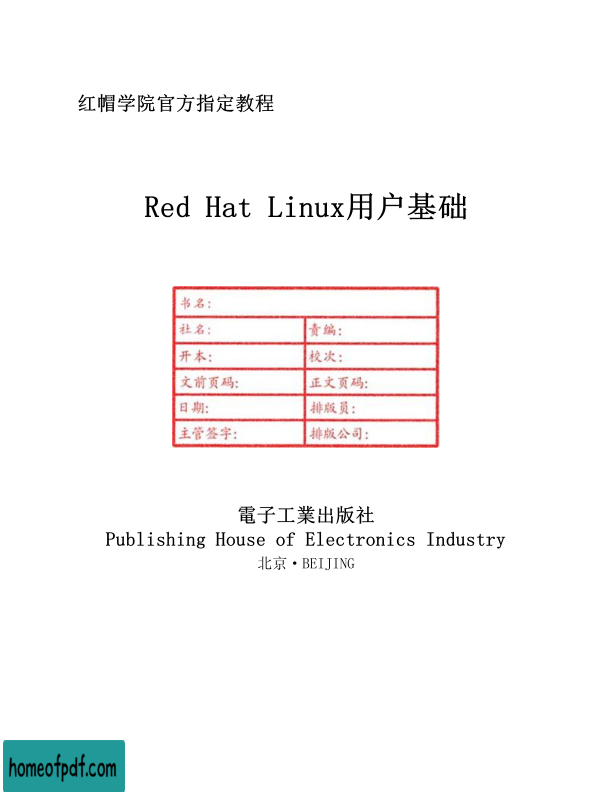 红帽学院官方指定教程
Red Hat Linux用户基础
书名:
社名: 责编:
开本: 校次:
文前页码: 正文页码:
日期: 排版员:
主管签字: 排版公司:
電子工業出版社
Publishing House of Electronics Industry
北京·BEIJING
homeofpdf.com